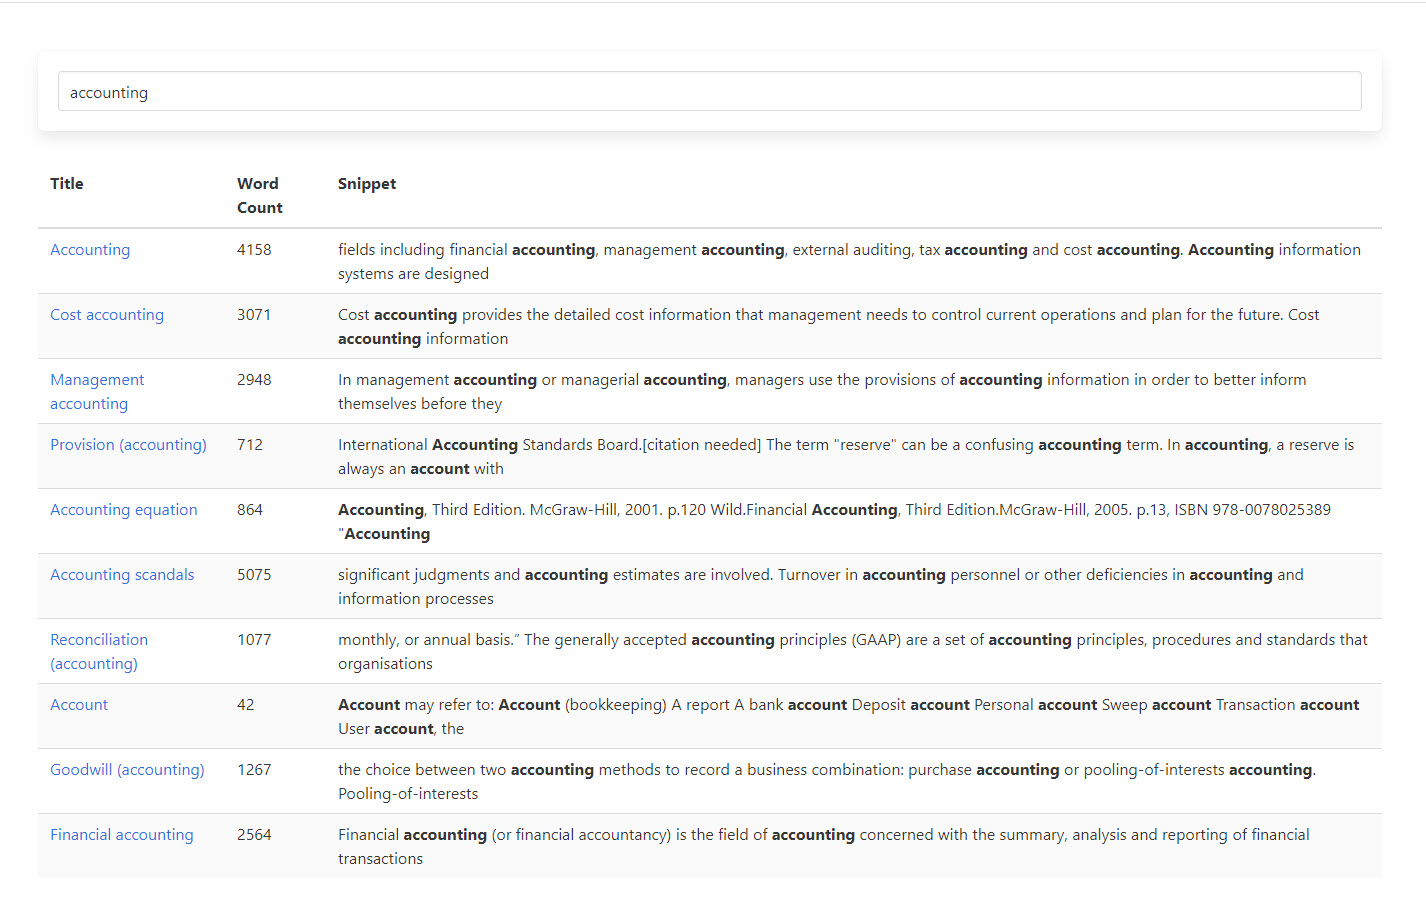 accounting
Title Word Count Snippet
Accounting 4158 fields including financial accounting, management accounting, external auditing, tax accounting and cost accounting. Accounting information
systems are designed
Cost accounting 3071 Cost accounting provides the detailed cost information that management needs to control current operations and plan for the future. Cost
accounting information
Management accounting 2948 In management accounting or managerial accounting, managers use the provisions of accounting information in order to better inform
themselves before they
Provision (accounting) 712 International Accounting Standards Board.[citation needed] The term "reserve" can be a confusing accounting term. In accounting, a reserve is
always an account with
Accounting equation 864 Accounting, Third Edition. McGraw-Hill, 2001. p.120 Wild.Financial Accounting, Third Edition.McGraw-Hill, 2005. p.13, ISBN 978-0078025389
"Accounting
Accounting scandals 5075 significant judgments and accounting estimates are involved. Turnover in accounting personnel or other deficiencies in accounting and
information processes
Reconciliation (accounting) 1077 monthly, or annual basis.” The generally accepted accounting principles (GAAP) are a set of accounting principles, procedures and standards that
organisations
Account 42 Account may refer to: Account (bookkeeping) A report A bank account Deposit account Personal account Sweep account Transaction account
User account, the
Goodwill (accounting) 1267 the choice between two accounting methods to record a business combination: purchase accounting or pooling-of-interests accounting.
Pooling-of-interests
Financial accounting 2564 Financial accounting (or financial accountancy) is the field of accounting concerned with the summary, analysis and reporting of financial
transactions